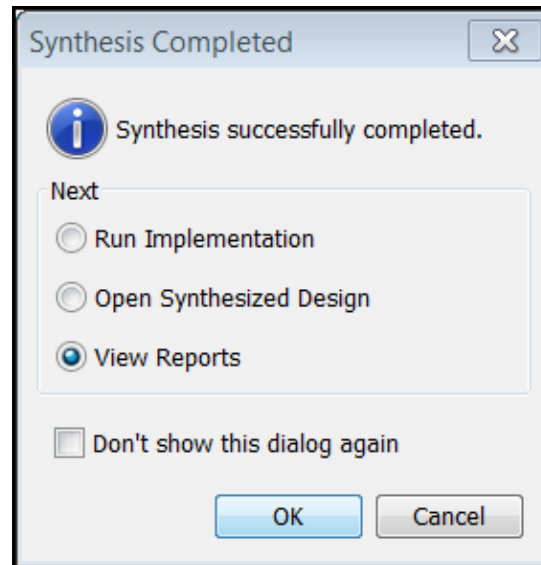 Synthesis Completed
Synthesis successfully completed.
Next
Run Implementation
Open Synthesized Design
View Reports
Don't show this dialog again
OK
Cancel